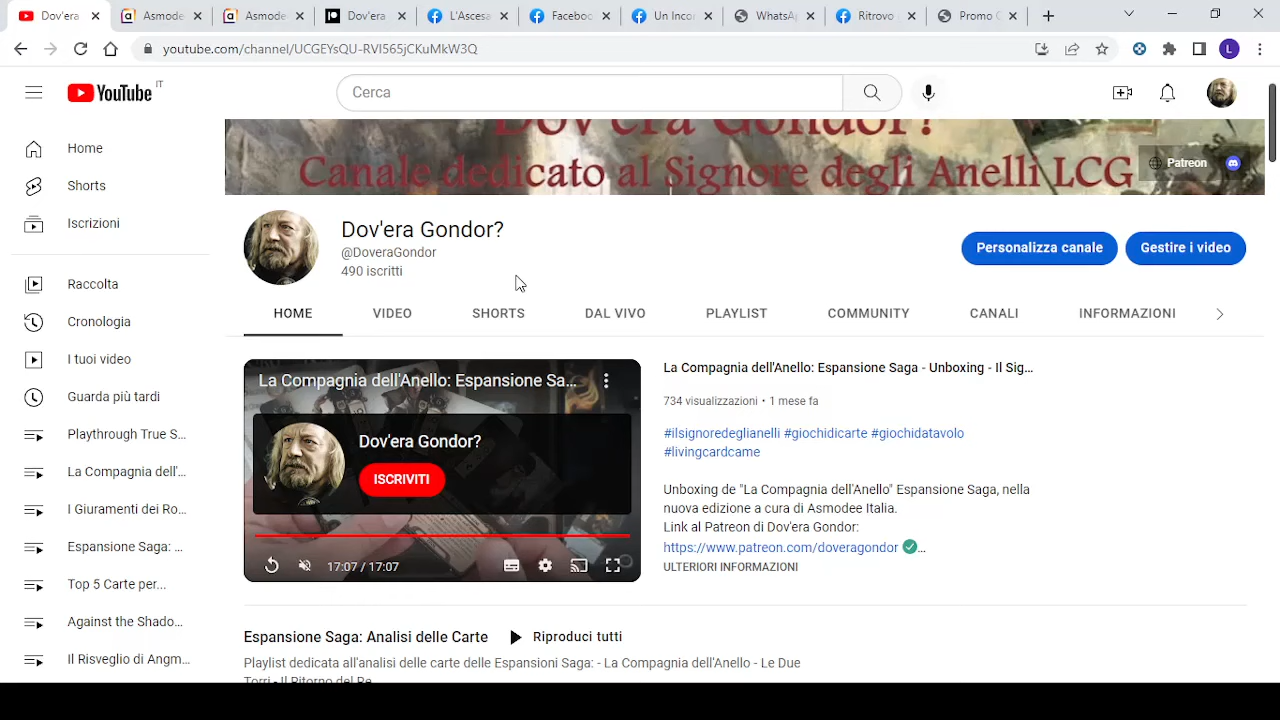 Dov'era
Asmode
Asmode
Dov'era
L'Ascesa
Faceboo
Un Incor
WhatsAp
Ritrovo
Promo C
youtube.com/channel/UCGEYsQU-RVI565jCKuMkW3Q
L
YouTube IT
Cerca
Home
Shorts
Iscrizioni
Raccolta
Cronologia
I tuoi video
Guarda più tardi
Playthrough True S...
La Compagnia dell'...
I Giuramenti dei Ro...
Espansione Saga: ...
Top 5 Carte per...
Against the Shado...
Il Risveglio di Angm...
Dov'era Gondor?
Canale dedicato al Signore degli Anelli LCG
Patreon
Dov'era Gondor?
@DoveraGondor
490 iscritti
Personalizza canale
Gestire i video
HOME
VIDEO
SHORTS
DAL VIVO
PLAYLIST
COMMUNITY
CANALI
INFORMAZIONI
La Compagnia dell'Anello: Espansione Sa...
Dov'era Gondor?
ISCRIVITI
17:07 / 17:07
La Compagnia dell'Anello: Espansione Saga - Unboxing - Il Sig...
734 visualizzazioni • 1 mese fa
#ilsignoredeglianelli #giochidicarte #giochidatavolo
#livingcardcame
Unboxing de "La Compagnia dell'Anello" Espansione Saga, nella
nuova edizione a cura di Asmodee Italia.
Link al Patreon di Dov'era Gondor:
https://www.patreon.com/doveragondor ...
ULTERIORI INFORMAZIONI
Espansione Saga: Analisi delle Carte
Riproduci tutti
Playlist dedicata all'analisi delle carte delle Espansioni Saga: - La Compagnia dell'Anello - Le Due
Torri - Il Ritorno del Re